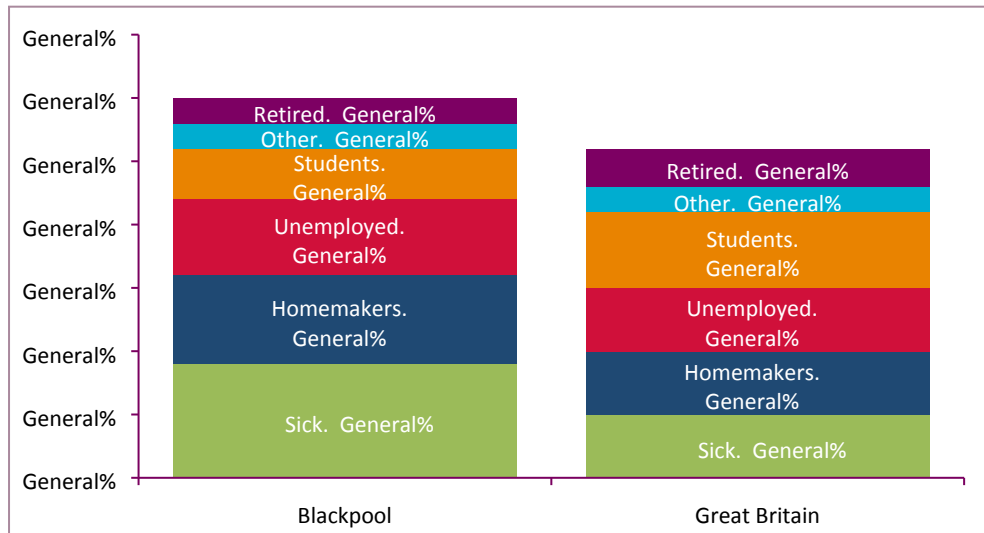 General%
General%
General%
General%
General%
General%
General%
General%
Retired.  General%
Other.  General%
Students.
General%
Unemployed.
General%
Homemakers.
General%
Sick.  General%
Retired.  General%
Other.  General%
Students.
General%
Unemployed.
General%
Homemakers.
General%
Sick.  General%
Blackpool
Great Britain